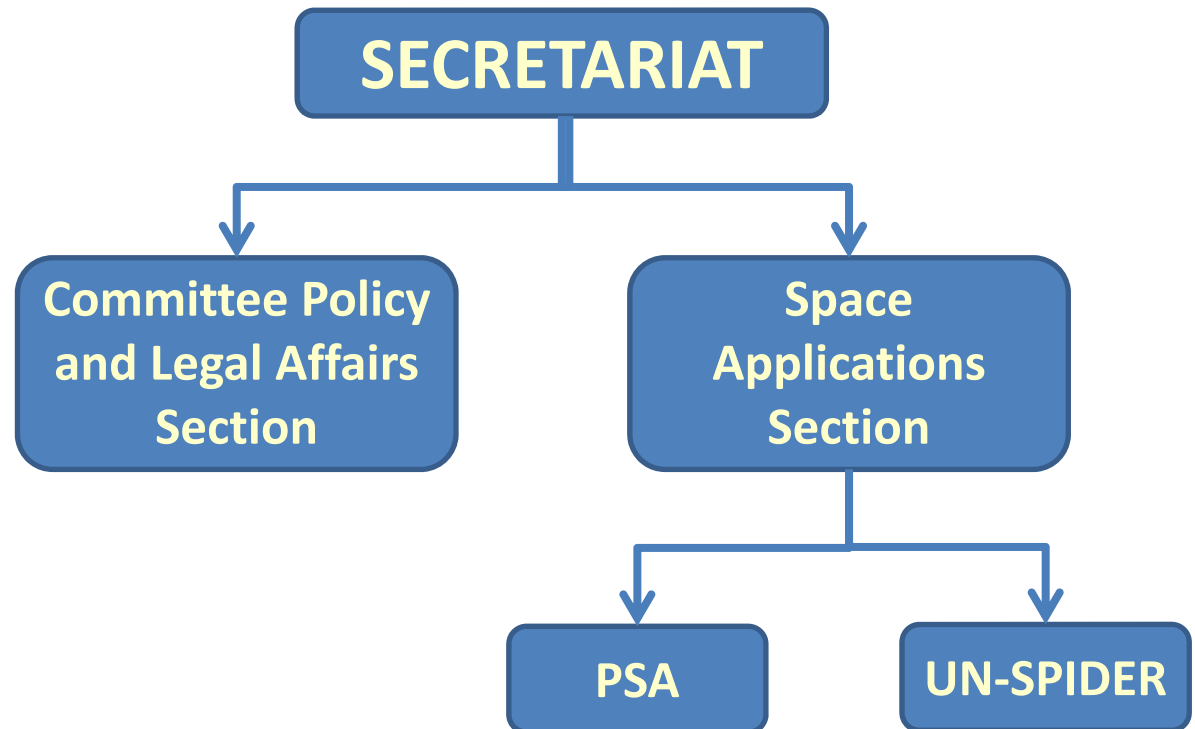 SECRETARIAT
Committee Policy
and Legal Affairs
Section
Space
Applications
Section
PSA
UN-SPIDER